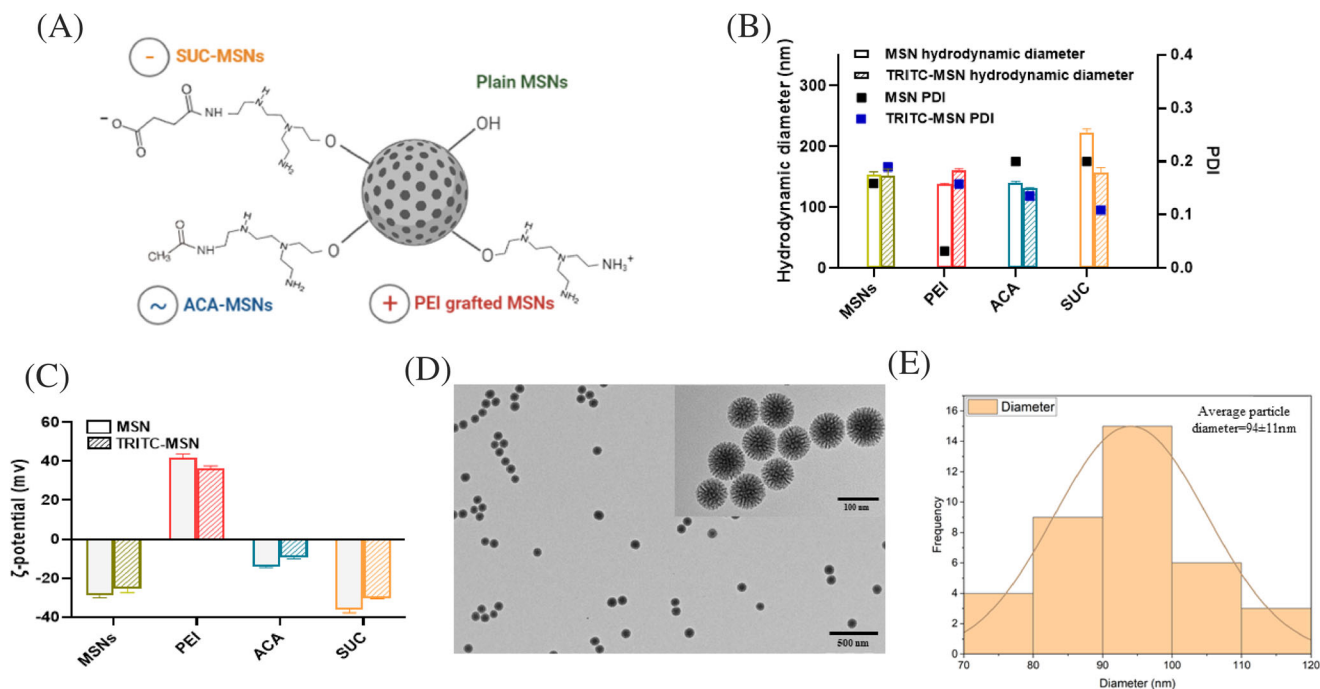 (A)
SUC-MSNs
Plain MSNs
-
O
O
O
NH
N
H
N
NH₂
O
OH
CH₃
O
NH
N
H
N
NH₂
O
O
N
H
N
NH₂
NH₃⁺
~ ACA-MSNs
+ PEI grafted MSNs
(B)
MSN hydrodynamic diameter
TRITC-MSN hydrodynamic diameter
MSN PDI
TRITC-MSN PDI
Hydrodynamic diameter (nm)
300
200
100
0
PDI
0.4
0.3
0.2
0.1
0.0
MSNs
PEI
ACA
SUC
(C)
MSN
TRITC-MSN
ζ-potential (mv)
60
40
20
0
-20
-40
MSNs
PEI
ACA
SUC
(D)
100 nm
500 nm
(E)
Diameter
Average particle
diameter=94±11nm
Frequency
16
14
12
10
8
6
4
2
0
70 80 90 100 110 120
Diameter (nm)